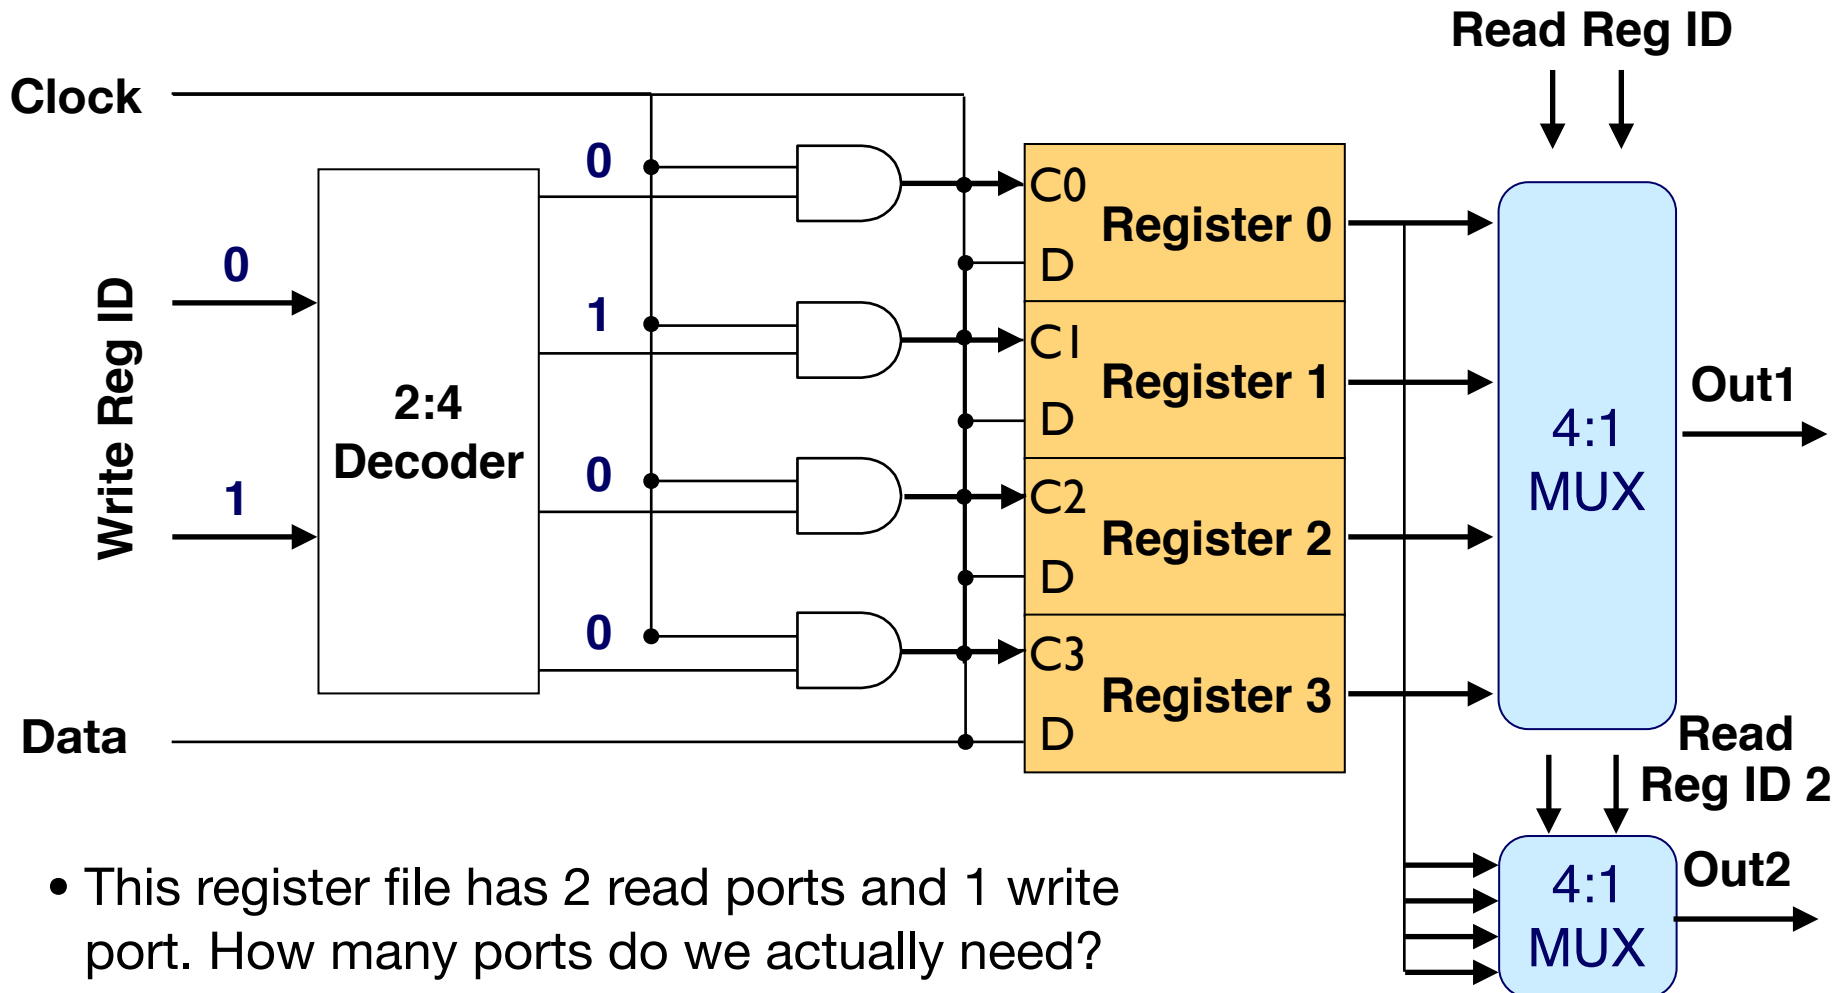 Read Reg ID
Clock
0
C0
Register 0
D
0
1
C1
Register 1
D
Write Reg ID
2:4
Decoder
4:1
MUX
Out1
1
0
C2
Register 2
D
0
C3
Register 3
D
Data
Read
Reg ID 2
4:1
MUX
Out2
• This register file has 2 read ports and 1 write
port. How many ports do we actually need?